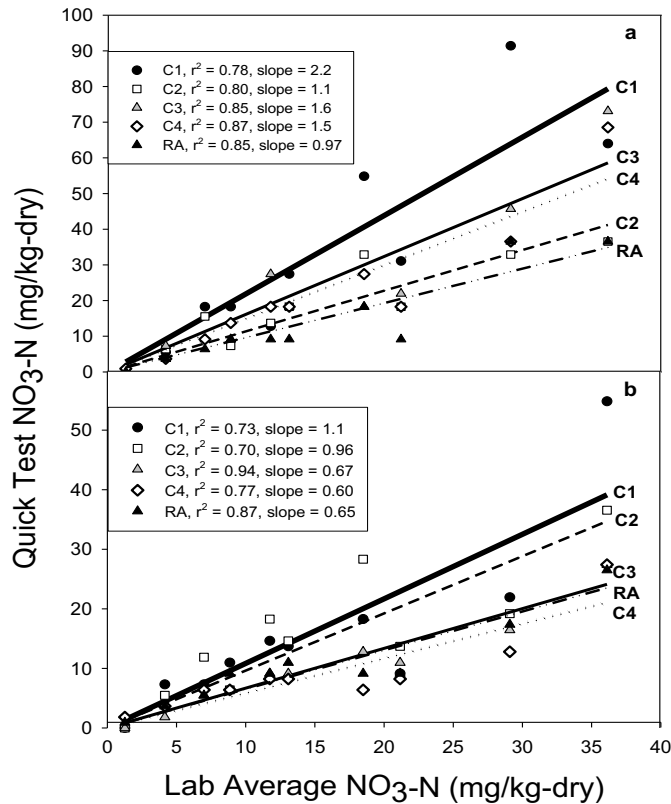 100
90
80
70
60
50
40
30
20
10
0
a
C1, r² = 0.78, slope = 2.2
C2, r² = 0.80, slope = 1.1
C3, r² = 0.85, slope = 1.6
C4, r² = 0.87, slope = 1.5
RA, r² = 0.85, slope = 0.97
C1
C3
C4
C2
RA
Quick Test NO₃-N (mg/kg-dry)
b
C1, r² = 0.73, slope = 1.1
C2, r² = 0.70, slope = 0.96
C3, r² = 0.94, slope = 0.67
C4, r² = 0.77, slope = 0.60
RA, r² = 0.87, slope = 0.65
50
40
30
20
10
0
C1
C2
C3
RA
C4
0 5 10 15 20 25 30 35 40
Lab Average NO₃-N (mg/kg-dry)